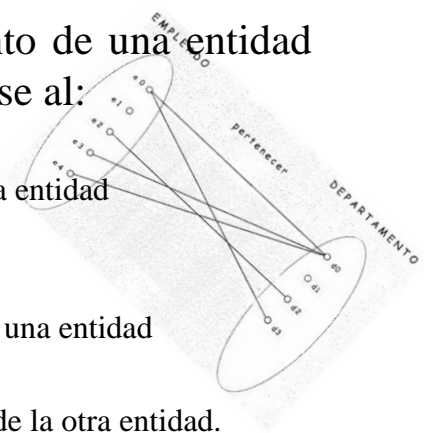 nto de una entidad
se al:
a entidad
una entidad
de la otra entidad.
EMPLEADO
e0
e1
e2
e3
e4
pertenecer
DEPARTAMENTO
d0
d1
d2
d3